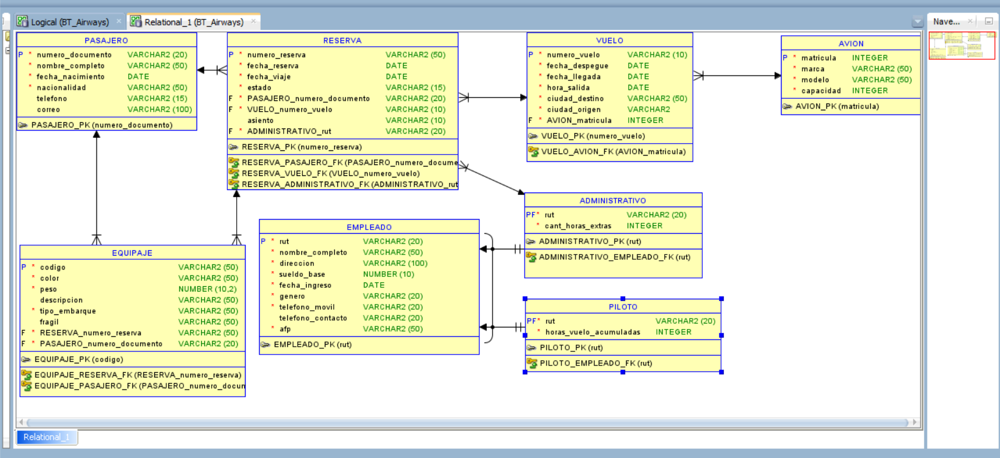 Logical (BT_Airways)
Relational_1 (BT_Airways)
Nave...
PASAJERO
P * numero_documento VARCHAR2 (20)
* nombre_completo VARCHAR2 (50)
* fecha_nacimiento DATE
* nacionalidad VARCHAR2 (50)
telefono VARCHAR2 (15)
correo VARCHAR2 (100)
PASAJERO_PK (numero_documento)
RESERVA
P * numero_reserva VARCHAR2 (50)
* fecha_reserva DATE
* fecha_viaje DATE
* estado VARCHAR2 (15)
F * PASAJERO_numero_documento VARCHAR2 (20)
F * VUELO_numero_vuelo VARCHAR2 (10)
asiento VARCHAR2 (10)
F * ADMINISTRATIVO_rut VARCHAR2 (20)
RESERVA_PK (numero_reserva)
RESERVA_PASAJERO_FK (PASAJERO_numero_docume
RESERVA_VUELO_FK (VUELO_numero_vuelo)
RESERVA_ADMINISTRATIVO_FK (ADMINISTRATIVO_rut
VUELO
P * numero_vuelo VARCHAR2 (10)
* fecha_despegue DATE
* fecha_llegada DATE
* hora_salida DATE
* ciudad_destino VARCHAR2 (50)
* ciudad_origen VARCHAR2
F * AVION_matricula INTEGER
VUELO_PK (numero_vuelo)
VUELO_AVION_FK (AVION_matricula)
AVION
P * matricula INTEGER
* marca VARCHAR2 (50)
* modelo VARCHAR2 (50)
* capacidad INTEGER
AVION_PK (matricula)
ADMINISTRATIVO
PF * rut VARCHAR2 (20)
* cant_horas_extras INTEGER
ADMINISTRATIVO_PK (rut)
ADMINISTRATIVO_EMPLEADO_FK (rut)
EMPLEADO
P * rut VARCHAR2 (20)
* nombre_completo VARCHAR2 (50)
* direccion VARCHAR2 (100)
* sueldo_base NUMBER (10)
* fecha_ingreso DATE
* genero VARCHAR2 (20)
* telefono_movil VARCHAR2 (20)
telefono_contacto VARCHAR2 (20)
* afp VARCHAR2 (50)
EMPLEADO_PK (rut)
EQUIPAJE
P * codigo VARCHAR2 (50)
* color VARCHAR2 (50)
* peso NUMBER (10,2)
descripcion VARCHAR2 (50)
* tipo_embarque VARCHAR2 (50)
fragil VARCHAR2 (50)
F * RESERVA_numero_reserva VARCHAR2 (50)
F * PASAJERO_numero_documento VARCHAR2 (20)
EQUIPAJE_PK (codigo)
EQUIPAJE_RESERVA_FK (RESERVA_numero_reserva)
EQUIPAJE_PASAJERO_FK (PASAJERO_numero_docun
PILOTO
PF * rut VARCHAR2 (20)
* horas_vuelo_acumuladas INTEGER
PILOTO_PK (rut)
PILOTO_EMPLEADO_FK (rut)
Relational_1